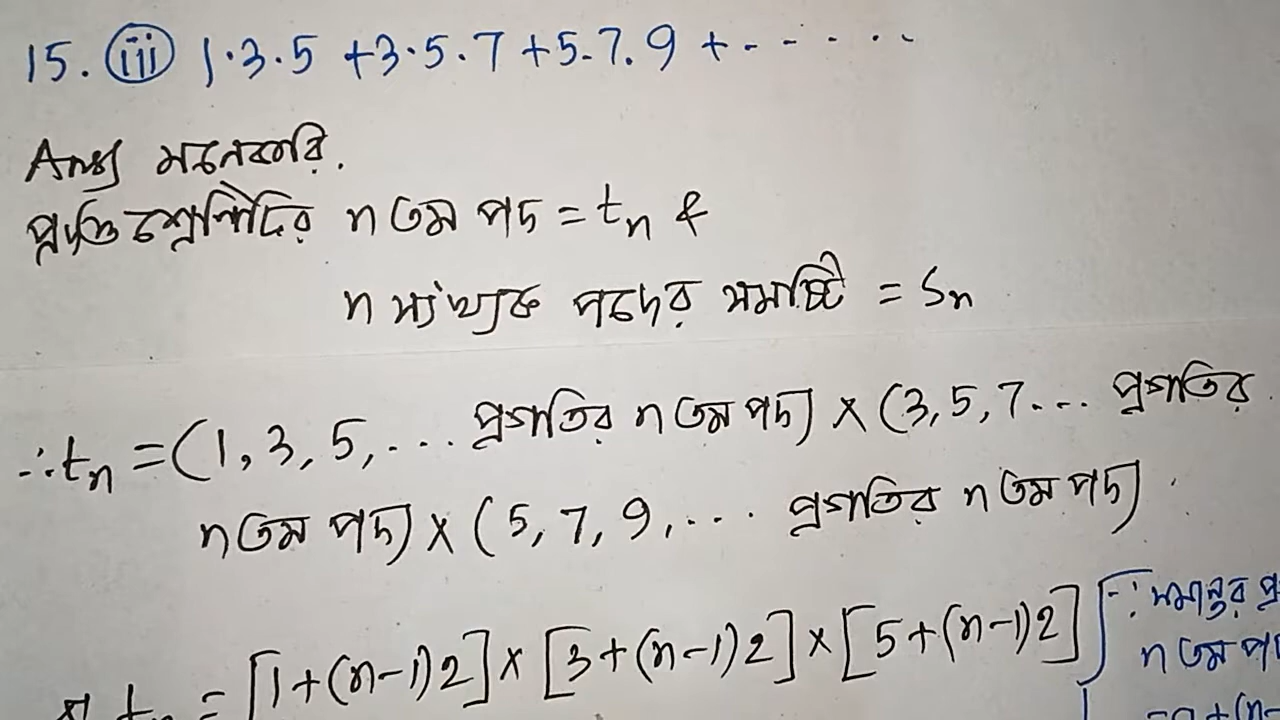 15. (iii) 1·3·5 +3·5·7 +5·7·9 + - - - - - -
Ans মনেকরি.
প্রদত্ত শ্রেণিটির n তম পদ = tₙ &
n সংখ্যক পদের সমষ্টি = Sₙ
∴ tₙ = (1, 3, 5, ... প্রগতির n তম পদ) × (3, 5, 7... প্রগতির
n তম পদ) × (5, 7, 9, ... প্রগতির n তম পদ)
tₙ = [1+(n-1)2] × [3+(n-1)2] × [5+(n-1)2] [∵ সমান্তর প্র
n তম প
= a + (n-